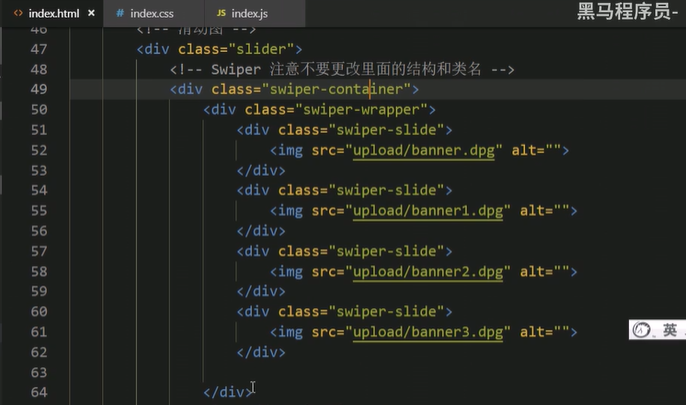 index.html × index.css index.js 黑马程序员-
46 <!-- 滑动图 -->
47 <div class="slider">
48 <!-- Swiper 注意不要更改里面的结构和类名 -->
49 <div class="swiper-container">
50 <div class="swiper-wrapper">
51 <div class="swiper-slide">
52 <img src="upload/banner.dpg" alt="">
53 </div>
54 <div class="swiper-slide">
55 <img src="upload/banner1.dpg" alt="">
56 </div>
57 <div class="swiper-slide">
58 <img src="upload/banner2.dpg" alt="">
59 </div>
60 <div class="swiper-slide">
61 <img src="upload/banner3.dpg" alt="">
62 </div>
63
64 </div>
英